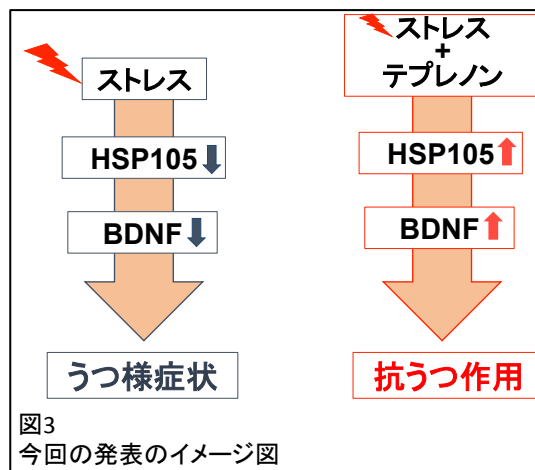 ストレス
HSP105
BDNF
うつ様症状
ストレス
+
テプレノン
HSP105
BDNF
抗うつ作用
図3
今回の発表のイメージ図